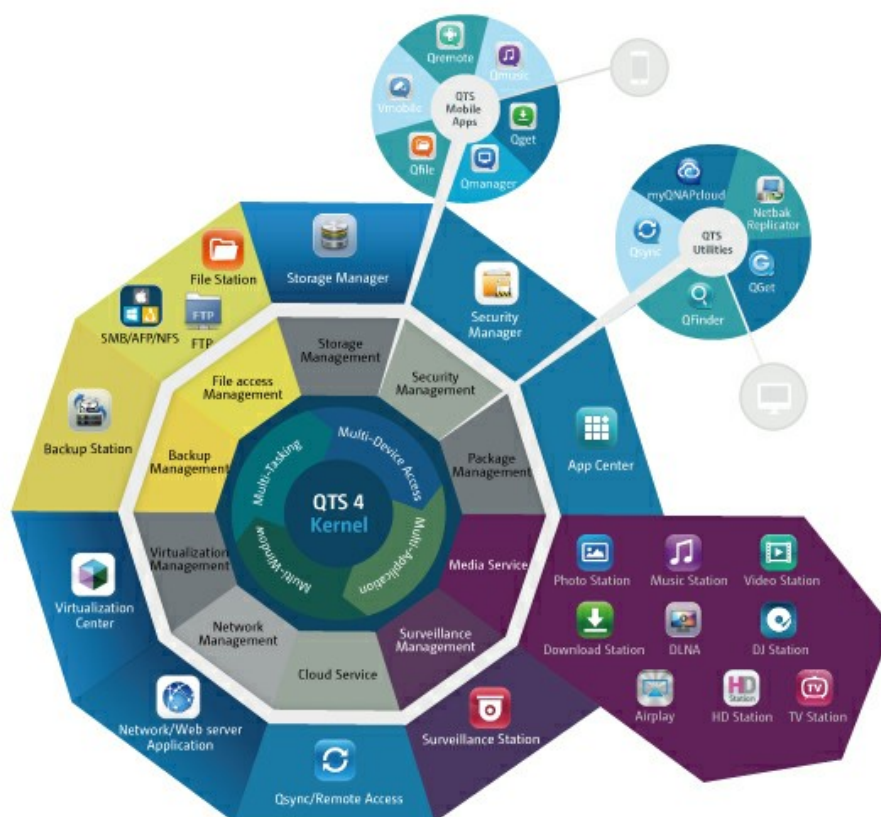 Qremote
Qmusic
Vmobile
QTS
Mobile
Apps
Qget
Qfile
Qmanager
myQNAPcloud
Netbak
Replicator
Qsync
QTS
Utilities
QGet
QFinder
File Station
Storage Manager
Security
Manager
SMB/AFP/NFS
FTP
FTP
Storage
Management
Security
Management
File access
Management
Backup Station
Backup
Management
Package
Management
App Center
Multi-Tasking
Multi-Device Access
QTS 4
Kernel
Multi-Window
Multi-Application
Virtualization
Management
Media Service
Virtualization
Center
Network
Management
Surveillance
Management
Cloud Service
Photo Station
Music Station
Video Station
Download Station
DLNA
DJ Station
HD
Station
TV
Airplay
HD Station
TV Station
Network/Web server
Application
Surveillance Station
Qsync/Remote Access